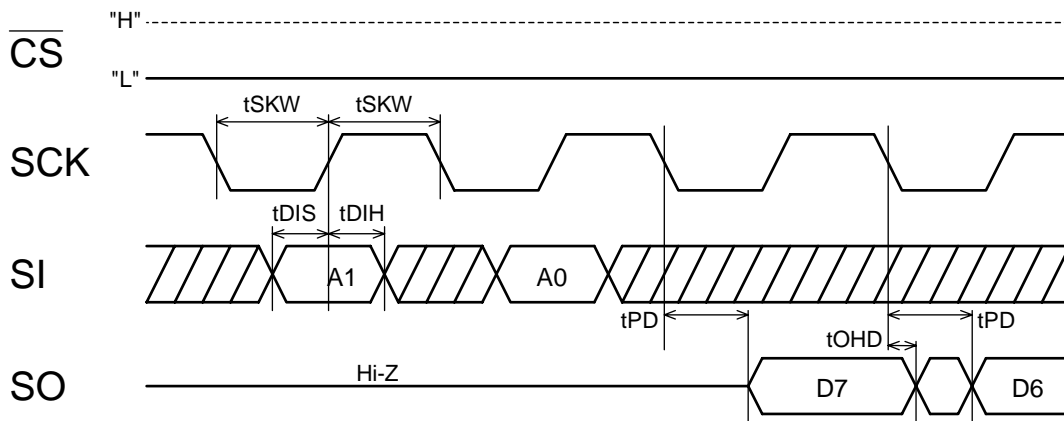 "H"
CS
"L"
tSKW tSKW
SCK
tDIS tDIH
SI A1 A0
tPD tPD
tOHD
SO Hi-Z D7 D6